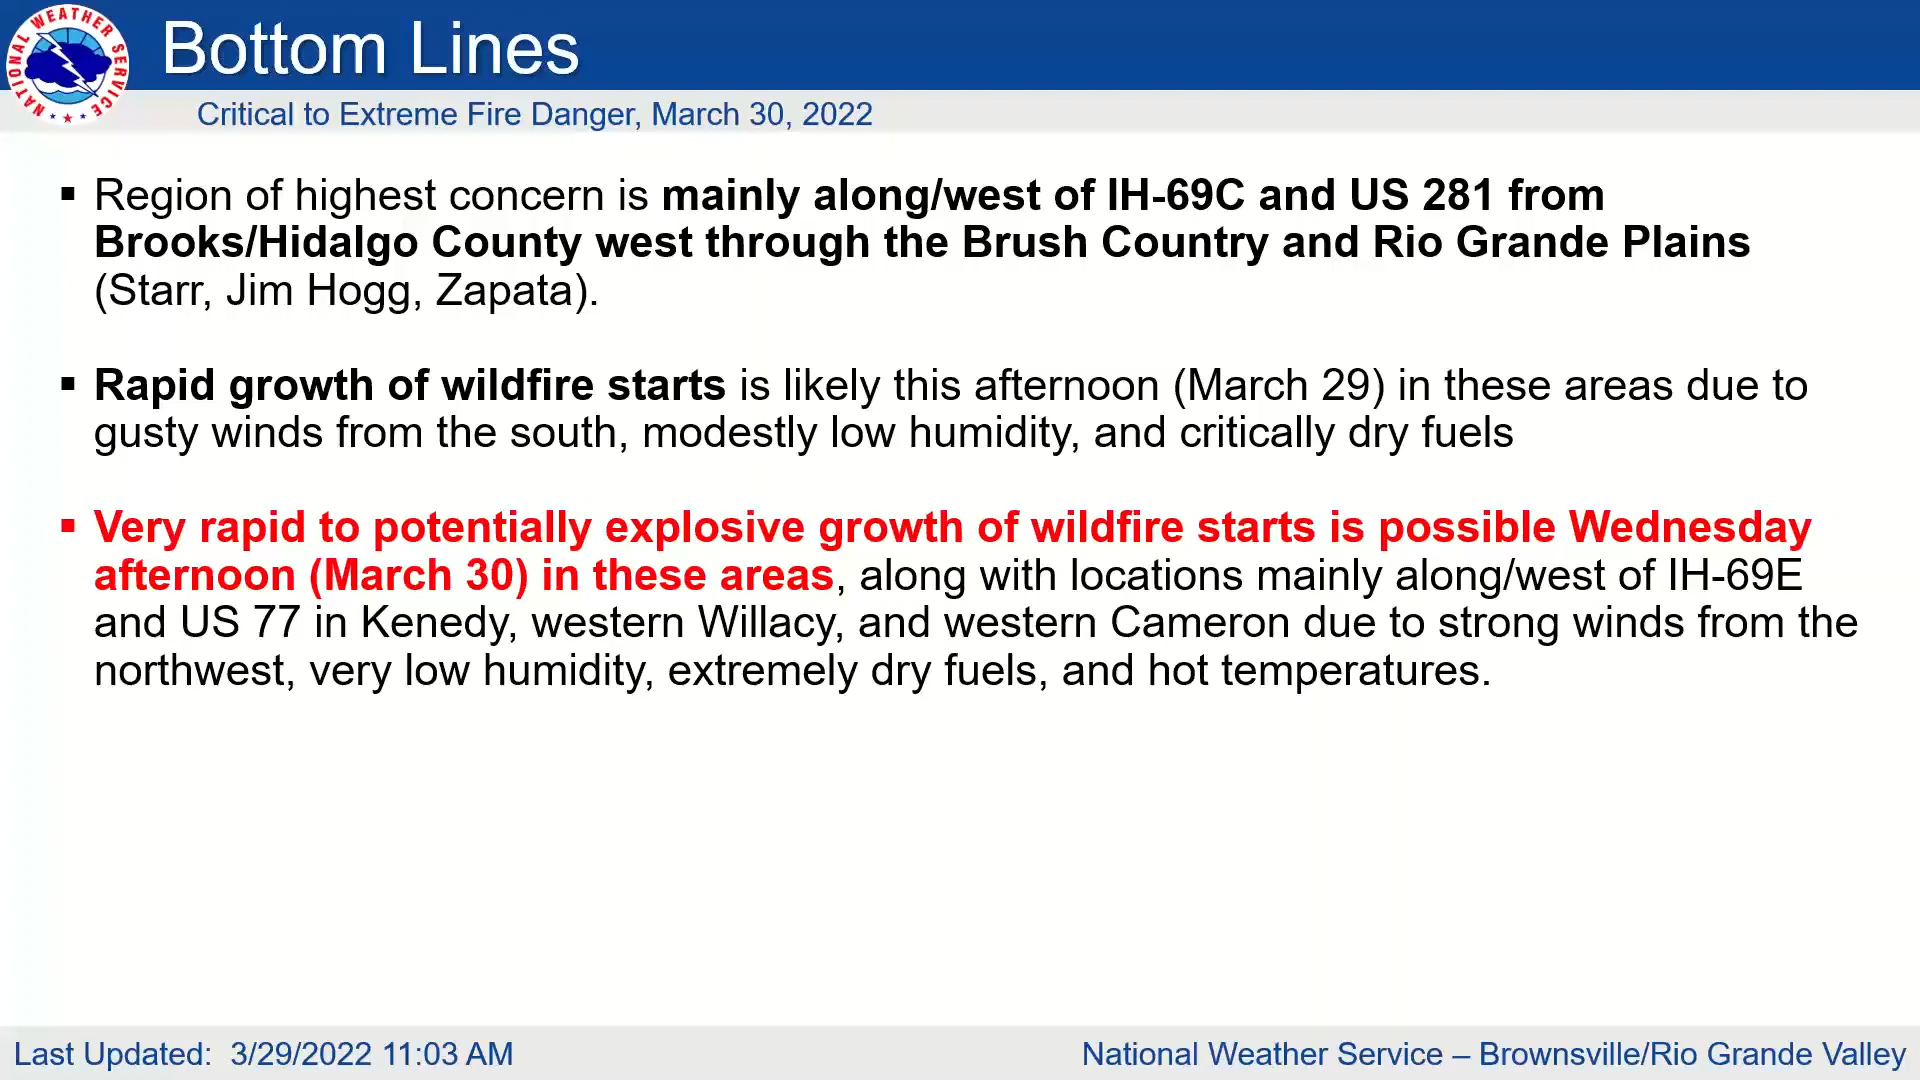 NATIONAL WEATHER SERVICE
Bottom Lines
Critical to Extreme Fire Danger, March 30, 2022
▪ Region of highest concern is mainly along/west of IH-69C and US 281 from
Brooks/Hidalgo County west through the Brush Country and Rio Grande Plains
(Starr, Jim Hogg, Zapata).
▪ Rapid growth of wildfire starts is likely this afternoon (March 29) in these areas due to
gusty winds from the south, modestly low humidity, and critically dry fuels
▪ Very rapid to potentially explosive growth of wildfire starts is possible Wednesday
afternoon (March 30) in these areas, along with locations mainly along/west of IH-69E
and US 77 in Kenedy, western Willacy, and western Cameron due to strong winds from the
northwest, very low humidity, extremely dry fuels, and hot temperatures.
Last Updated: 3/29/2022 11:03 AM
National Weather Service – Brownsville/Rio Grande Valley